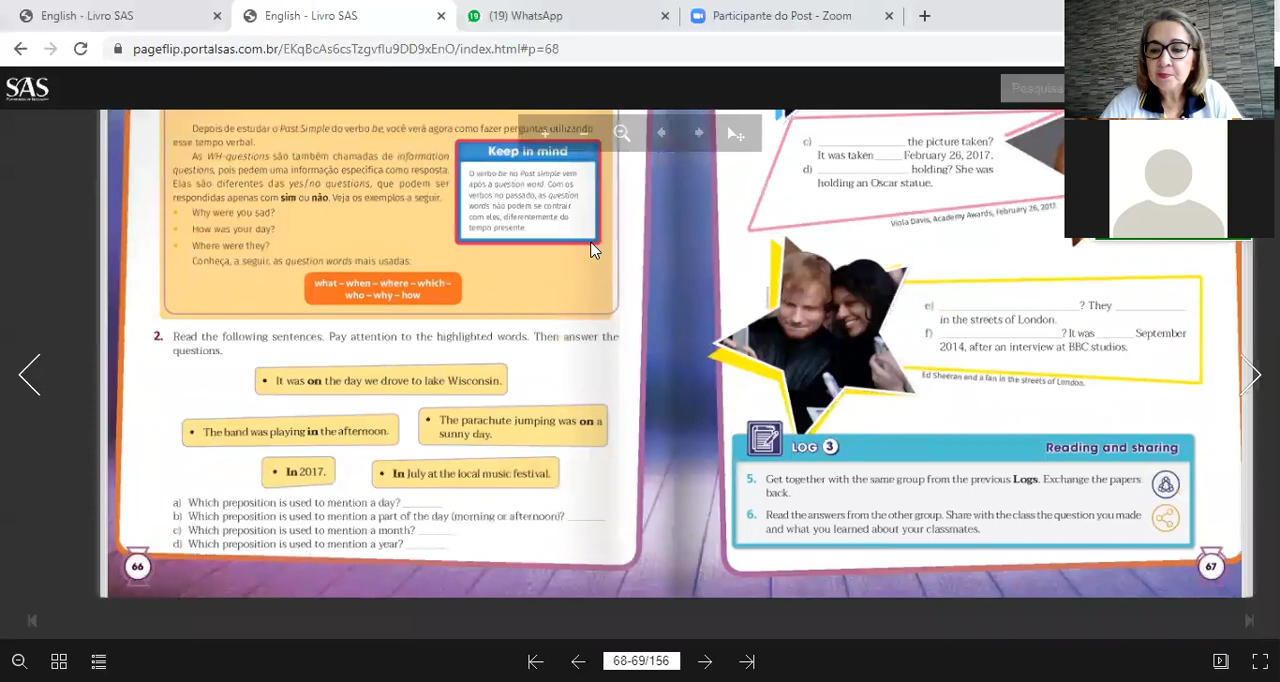 English - Livro SAS
English - Livro SAS
(19) WhatsApp
Participante do Post - Zoom
pageflip.portalsas.com.br/EKqBcAs6csTzgvflu9DD9xEnO/index.html#p=68
SAS
Pesquisa
Depois de estudar o Past Simple do verbo be, você verá agora como fazer perguntas utilizando
esse tempo verbal.
As WH-questions são também chamadas de information
questions, pois pedem uma informação específica como resposta.
Elas são diferentes das yes/no questions, que podem ser
respondidas apenas com sim ou não. Veja os exemplos a seguir.
• Why were you sad?
• How was your day?
• Where were they?
Conheça, a seguir, as question words mais usadas:
what – when – where – which –
who – why – how
Keep in mind
O verbo be no Past simple vem
após a question word. Com os
verbos no passado, as question
words não podem se contrair
com eles, diferentemente do
tempo presente.
2. Read the following sentences. Pay attention to the highlighted words. Then answer the
questions.
• It was on the day we drove to lake Wisconsin.
• The band was playing in the afternoon.
• The parachute jumping was on a
sunny day.
• In 2017.
• In July at the local music festival.
a) Which preposition is used to mention a day? ______
b) Which preposition is used to mention a part of the day (morning or afternoon)? ______
c) Which preposition is used to mention a month? ______
d) Which preposition is used to mention a year? ______
66
c) ____________ the picture taken?
It was taken ____ February 26, 2017.
d) ____________ holding? She was
holding an Oscar statue.
Viola Davis, Academy Awards, February 26, 2017.
e) ____________________ ? They __________
in the streets of London.
f) __________________ ? It was _____ September
2014, after an interview at BBC studios.
Ed Sheeran and a fan in the streets of London.
LOG 3
Reading and sharing
5. Get together with the same group from the previous Logs. Exchange the papers
back.
6. Read the answers from the other group. Share with the class the question you made
and what you learned about your classmates.
67
68-69/156